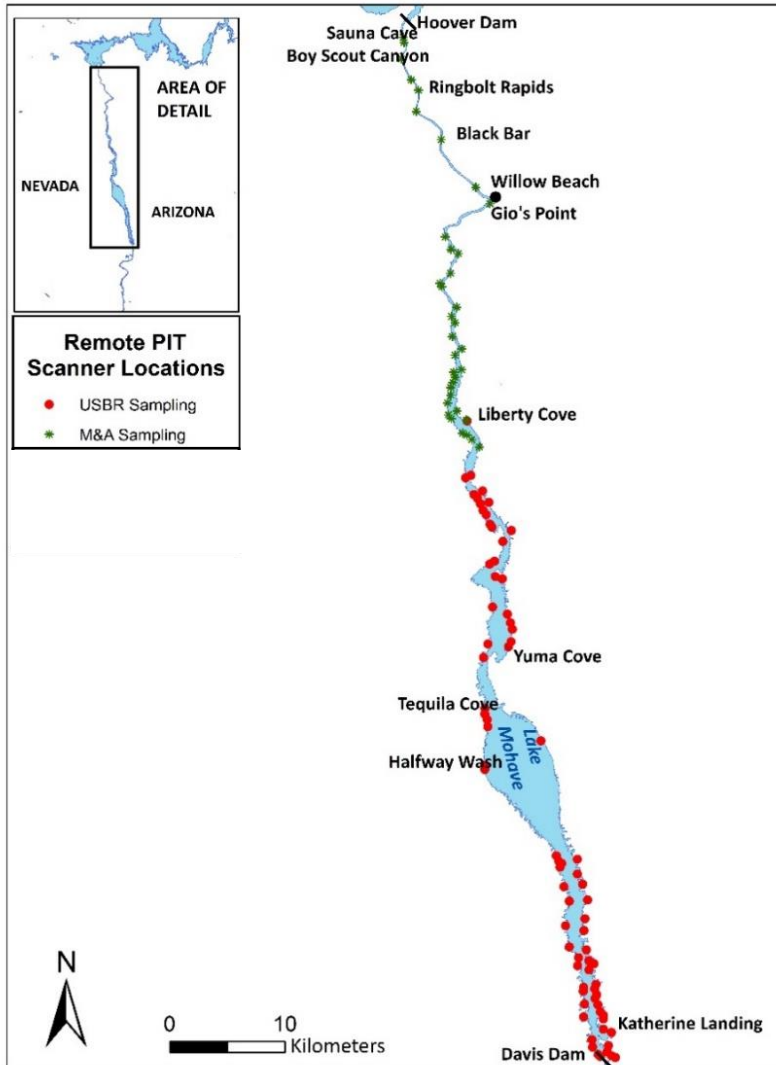 Hoover Dam
Sauna Cave
Boy Scout Canyon
AREA OF
DETAIL
Ringbolt Rapids
Black Bar
NEVADA
Willow Beach
ARIZONA
Gio's Point
Remote PIT
Scanner Locations
USBR Sampling
M&A Sampling
Liberty Cove
Yuma Cove
Tequila Cove
Lake
Mohave
Halfway Wash
N
0 10
Kilometers
Katherine Landing
Davis Dam